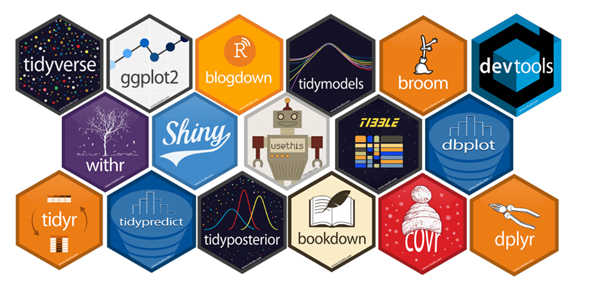 tidyverse
ggplot2
blogdown
tidymodels
broom
devtools
withr
Shiny
usethis
TIBBLE
dbplot
tidyr
tidypredict
tidyposterior
bookdown
covr
dplyr